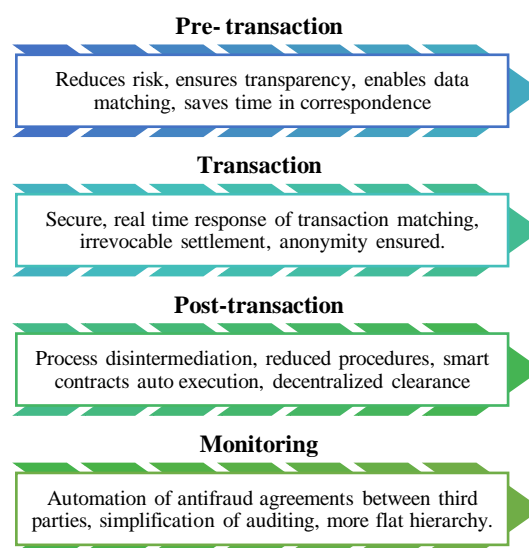 Pre- transaction
Reduces risk, ensures transparency, enables data
matching, saves time in correspondence
Transaction
Secure, real time response of transaction matching,
irrevocable settlement, anonymity ensured.
Post-transaction
Process disintermediation, reduced procedures, smart
contracts auto execution, decentralized clearance
Monitoring
Automation of antifraud agreements between third
parties, simplification of auditing, more flat hierarchy.